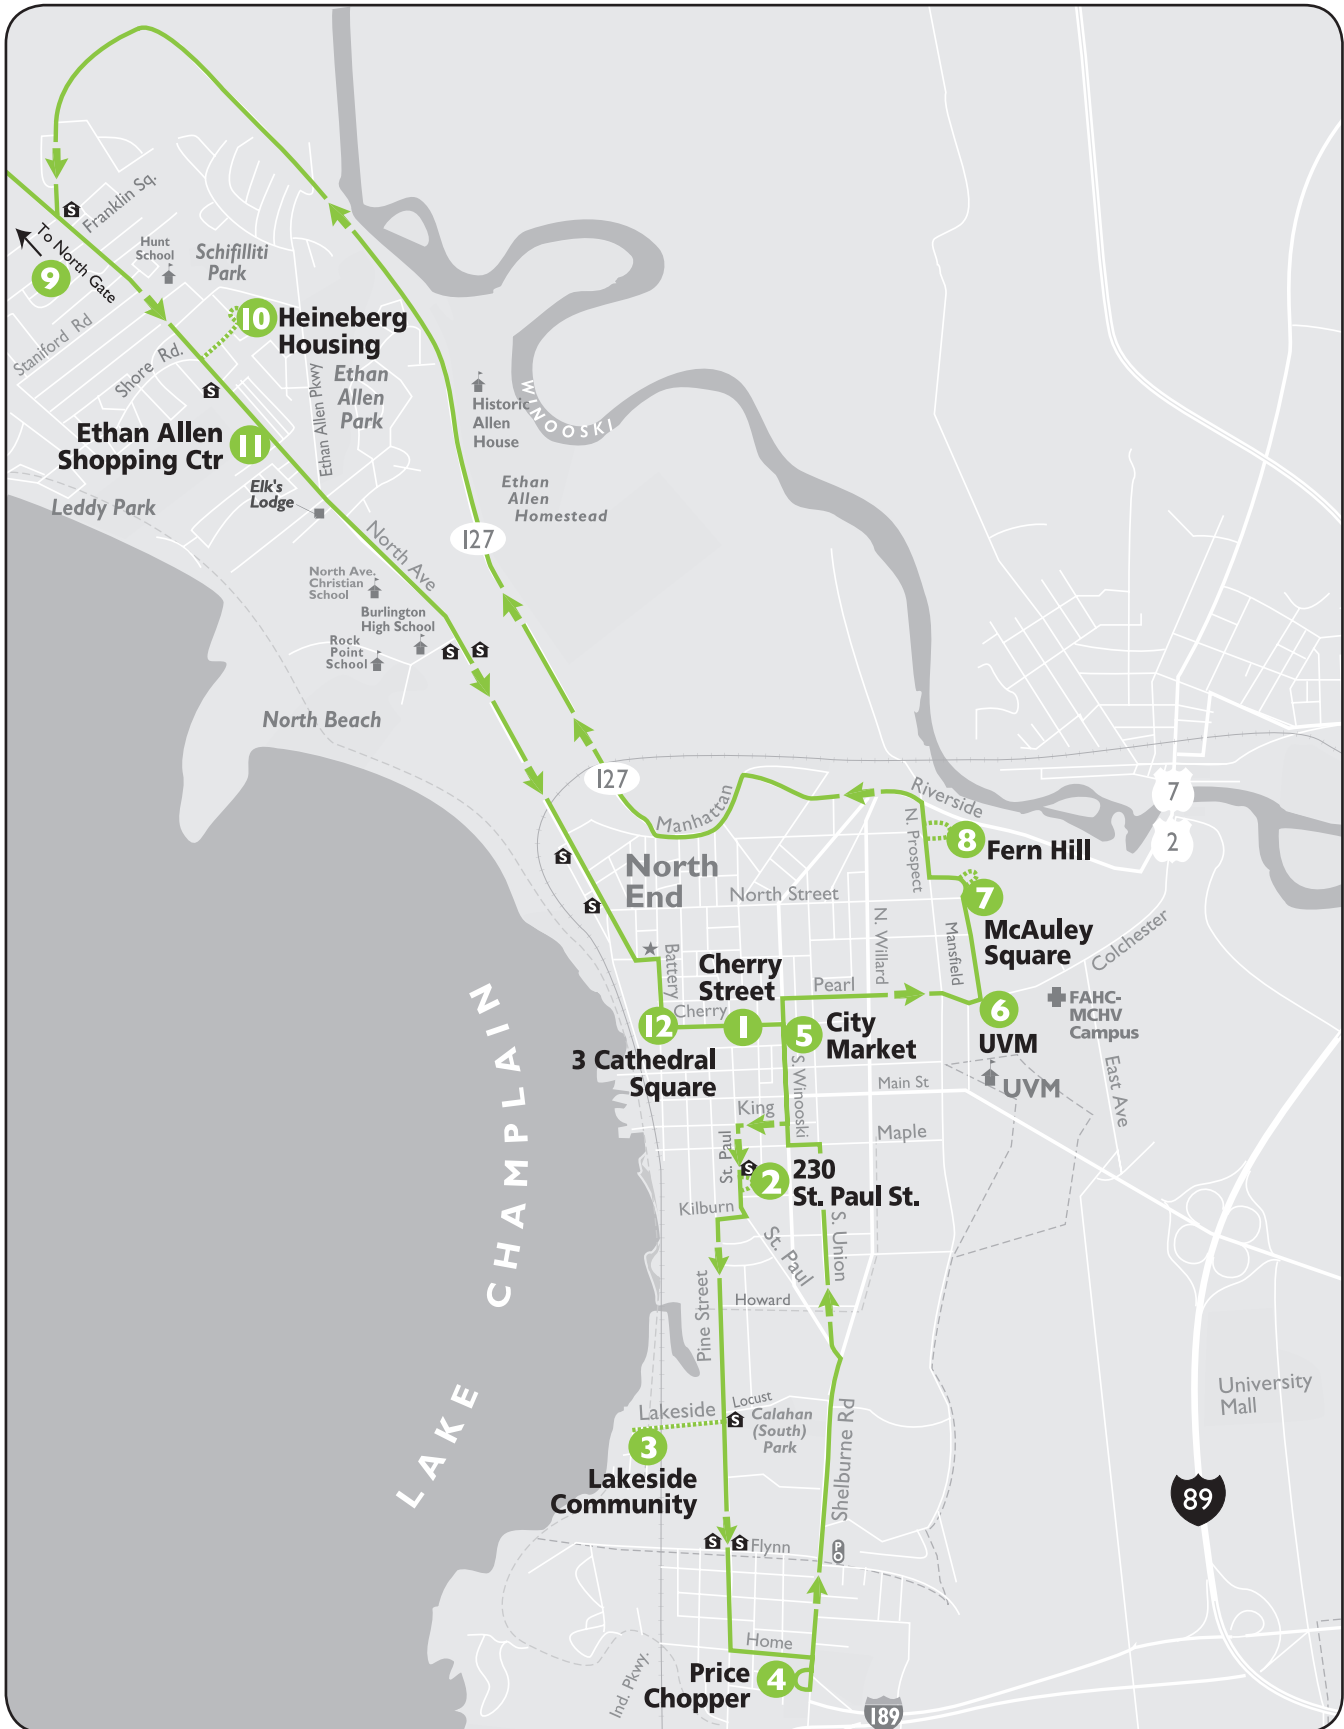 Franklin Sq.
To North Gate
9
Hunt
School
Schifilliti
Park
Staniford Rd
Shore Rd.
10
Heineberg
Housing
Ethan Allen Pkwy
Ethan
Allen
Park
Historic
Allen
House
WINOOSKI
Ethan Allen
Shopping Ctr
11
Elk's
Lodge
Leddy Park
Ethan
Allen
Homestead
127
North Ave
North Ave.
Christian
School
Burlington
High School
Rock
Point
School
S
S
S
S
North Beach
127
Manhattan
Riverside
7
2
N. Prospect
8
Fern Hill
S
S
North
End
North Street
7
McAuley
Square
N. Willard
Mansfield
Colchester
Battery
Cherry
Street
Pearl
Cherry
12
1
5
City
Market
6
UVM
FAHC-
MCHV
Campus
3 Cathedral
Square
S. Winooski
Main St
UVM
East Ave
King
Maple
St. Paul
S
2
230
St. Paul St.
Kilburn
St. Paul
S. Union
LAKE CHAMPLAIN
Pine Street
Howard
Lakeside
Locust
S
Calahan
(South)
Park
3
Lakeside
Community
Shelburne Rd
University
Mall
89
S
S
Flynn
PO
Home
Ind. Pkwy.
Price
Chopper
4
189